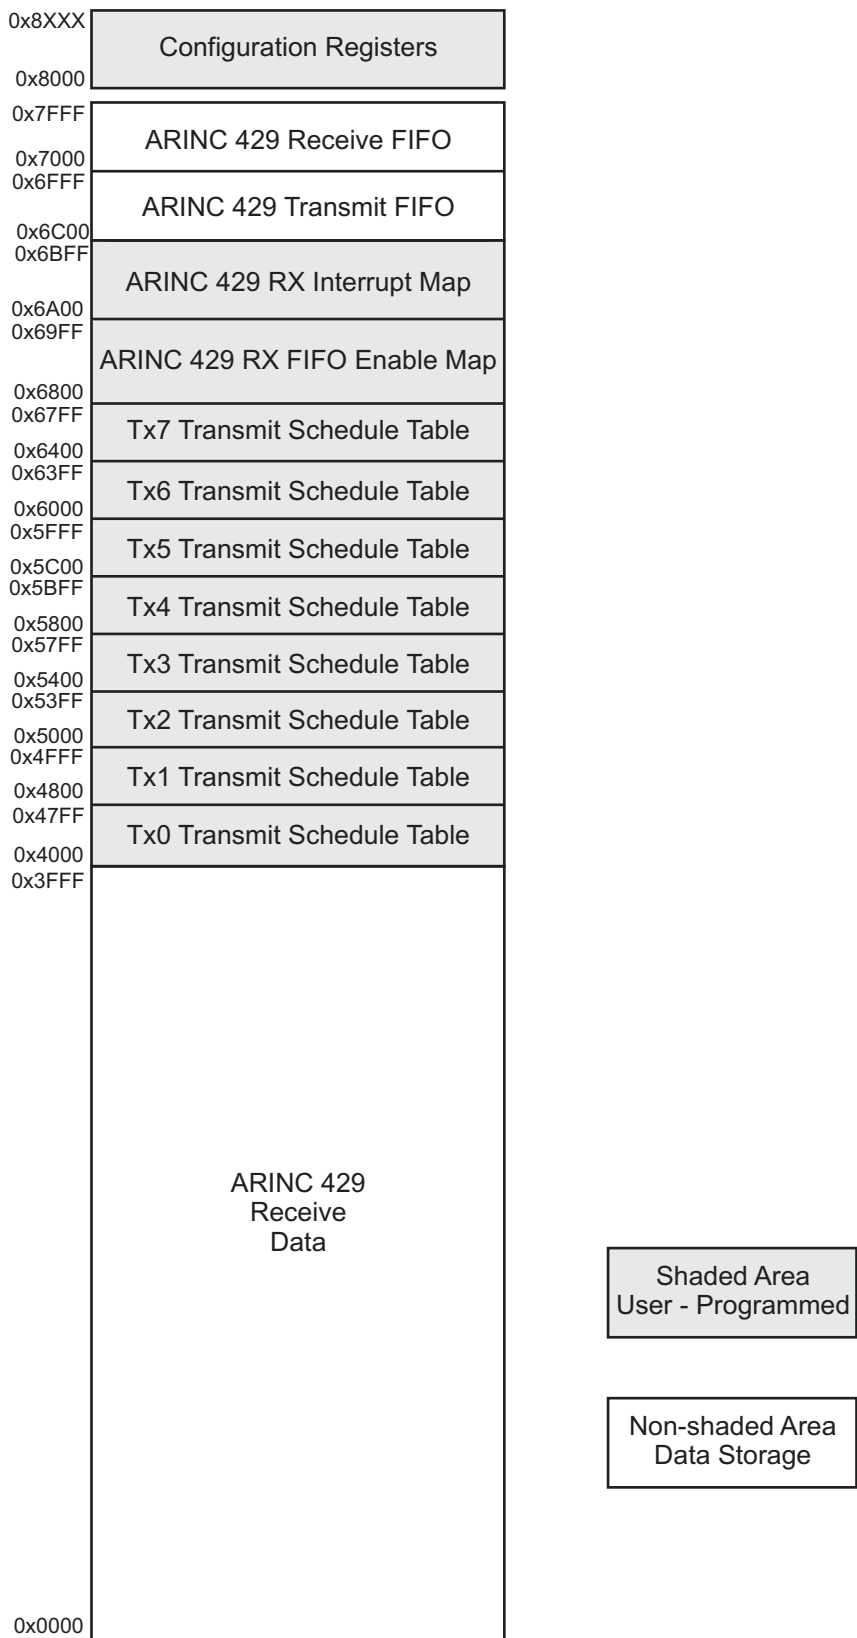 0x8XXX
Configuration Registers
0x8000
0x7FFF
ARINC 429 Receive FIFO
0x7000
0x6FFF
ARINC 429 Transmit FIFO
0x6C00
0x6BFF
ARINC 429 RX Interrupt Map
0x6A00
0x69FF
ARINC 429 RX FIFO Enable Map
0x6800
0x67FF
Tx7 Transmit Schedule Table
0x6400
0x63FF
Tx6 Transmit Schedule Table
0x6000
0x5FFF
Tx5 Transmit Schedule Table
0x5C00
0x5BFF
Tx4 Transmit Schedule Table
0x5800
0x57FF
Tx3 Transmit Schedule Table
0x5400
0x53FF
Tx2 Transmit Schedule Table
0x5000
0x4FFF
Tx1 Transmit Schedule Table
0x4800
0x47FF
Tx0 Transmit Schedule Table
0x4000
0x3FFF
ARINC 429
Receive
Data
Shaded Area
User - Programmed
Non-shaded Area
Data Storage
0x0000